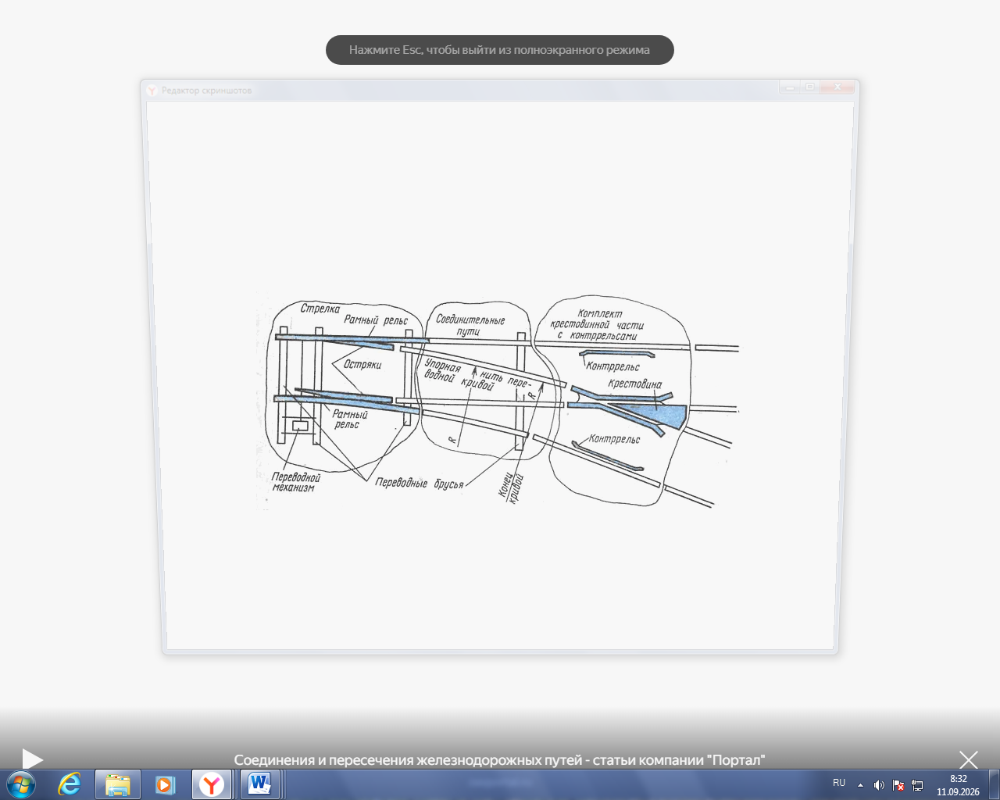 Нажмите Esc, чтобы выйти из полноэкранного режима
Редактор скриншотов
Стрелка
Рамный рельс
Остряки
Рамный
рельс
Переводной
механизм
Переводные брусья
Соединительные
пути
Упорная нить пере-
водной кривой
R
R
Конец
кривой
Комплект
крестовинной части
с контррельсами
Контррельс
Крестовина
Контррельс
Соединения и пересечения железнодорожных путей - статьи компании "Портал"
RU
8:32
11.09.2026